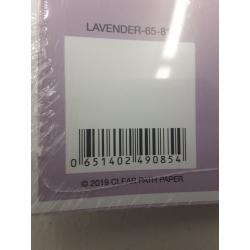 LAVENDER-65-8
0 651402 490854
© 2019 CLEAR PATH PAPER